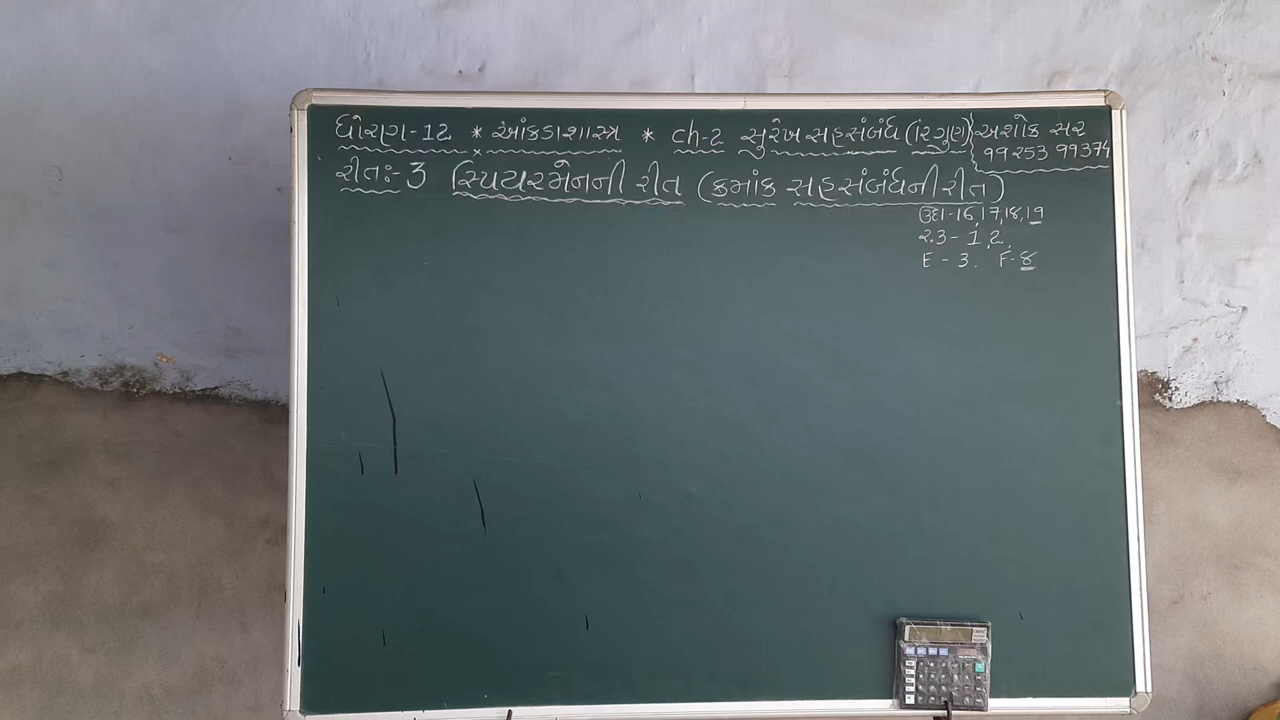 ધોરણ-12 * આંકડાશાસ્ત્ર * ch-2 સુરેખ સહસંબંધ (12 ગુણ) અશોક સર
99253 99374
રીતઃ- 3 સ્પિયરમેનની રીત (ક્રમાંક સહસંબંધની રીત)
ઉદા-16,17,18,19
2.3 - 1,2,
E - 3. F-8